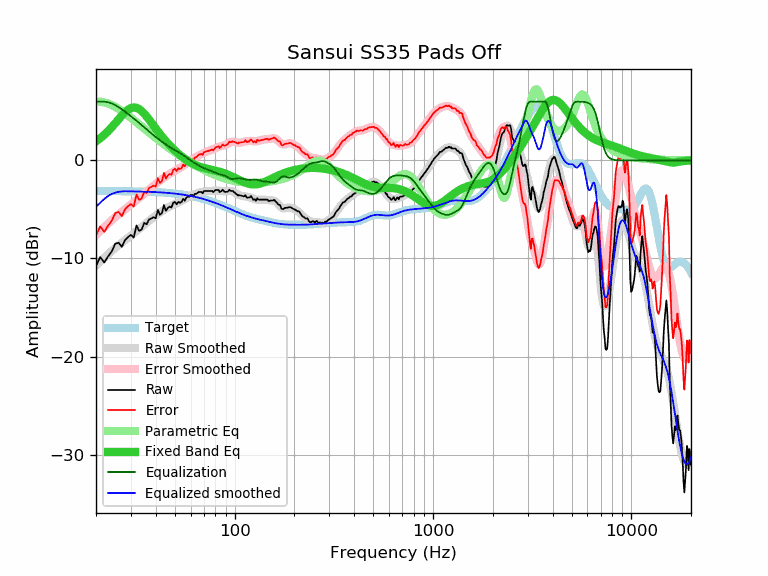 Sansui SS35 Pads Off
Amplitude (dBr)
0
−10
−20
−30
Target
Raw Smoothed
Error Smoothed
Raw
Error
Parametric Eq
Fixed Band Eq
Equalization
Equalized smoothed
100
1000
10000
Frequency (Hz)